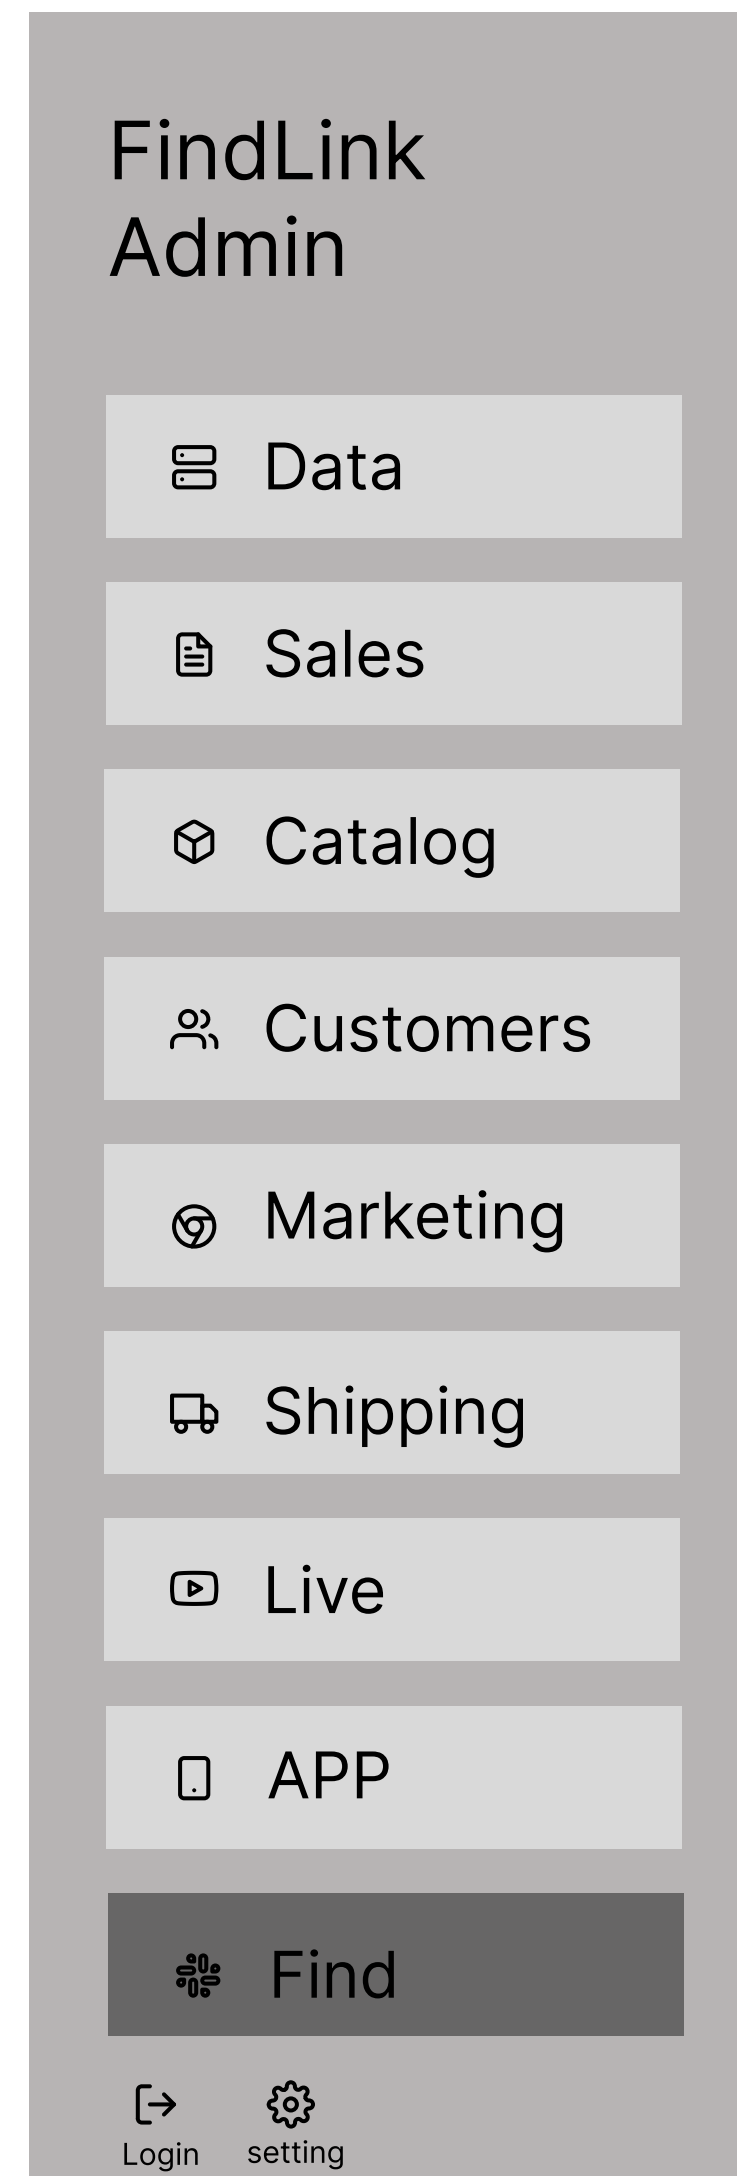 FindLink
Admin
Data
Sales
Catalog
Customers
Marketing
Shipping
Live
APP
Find
Login setting